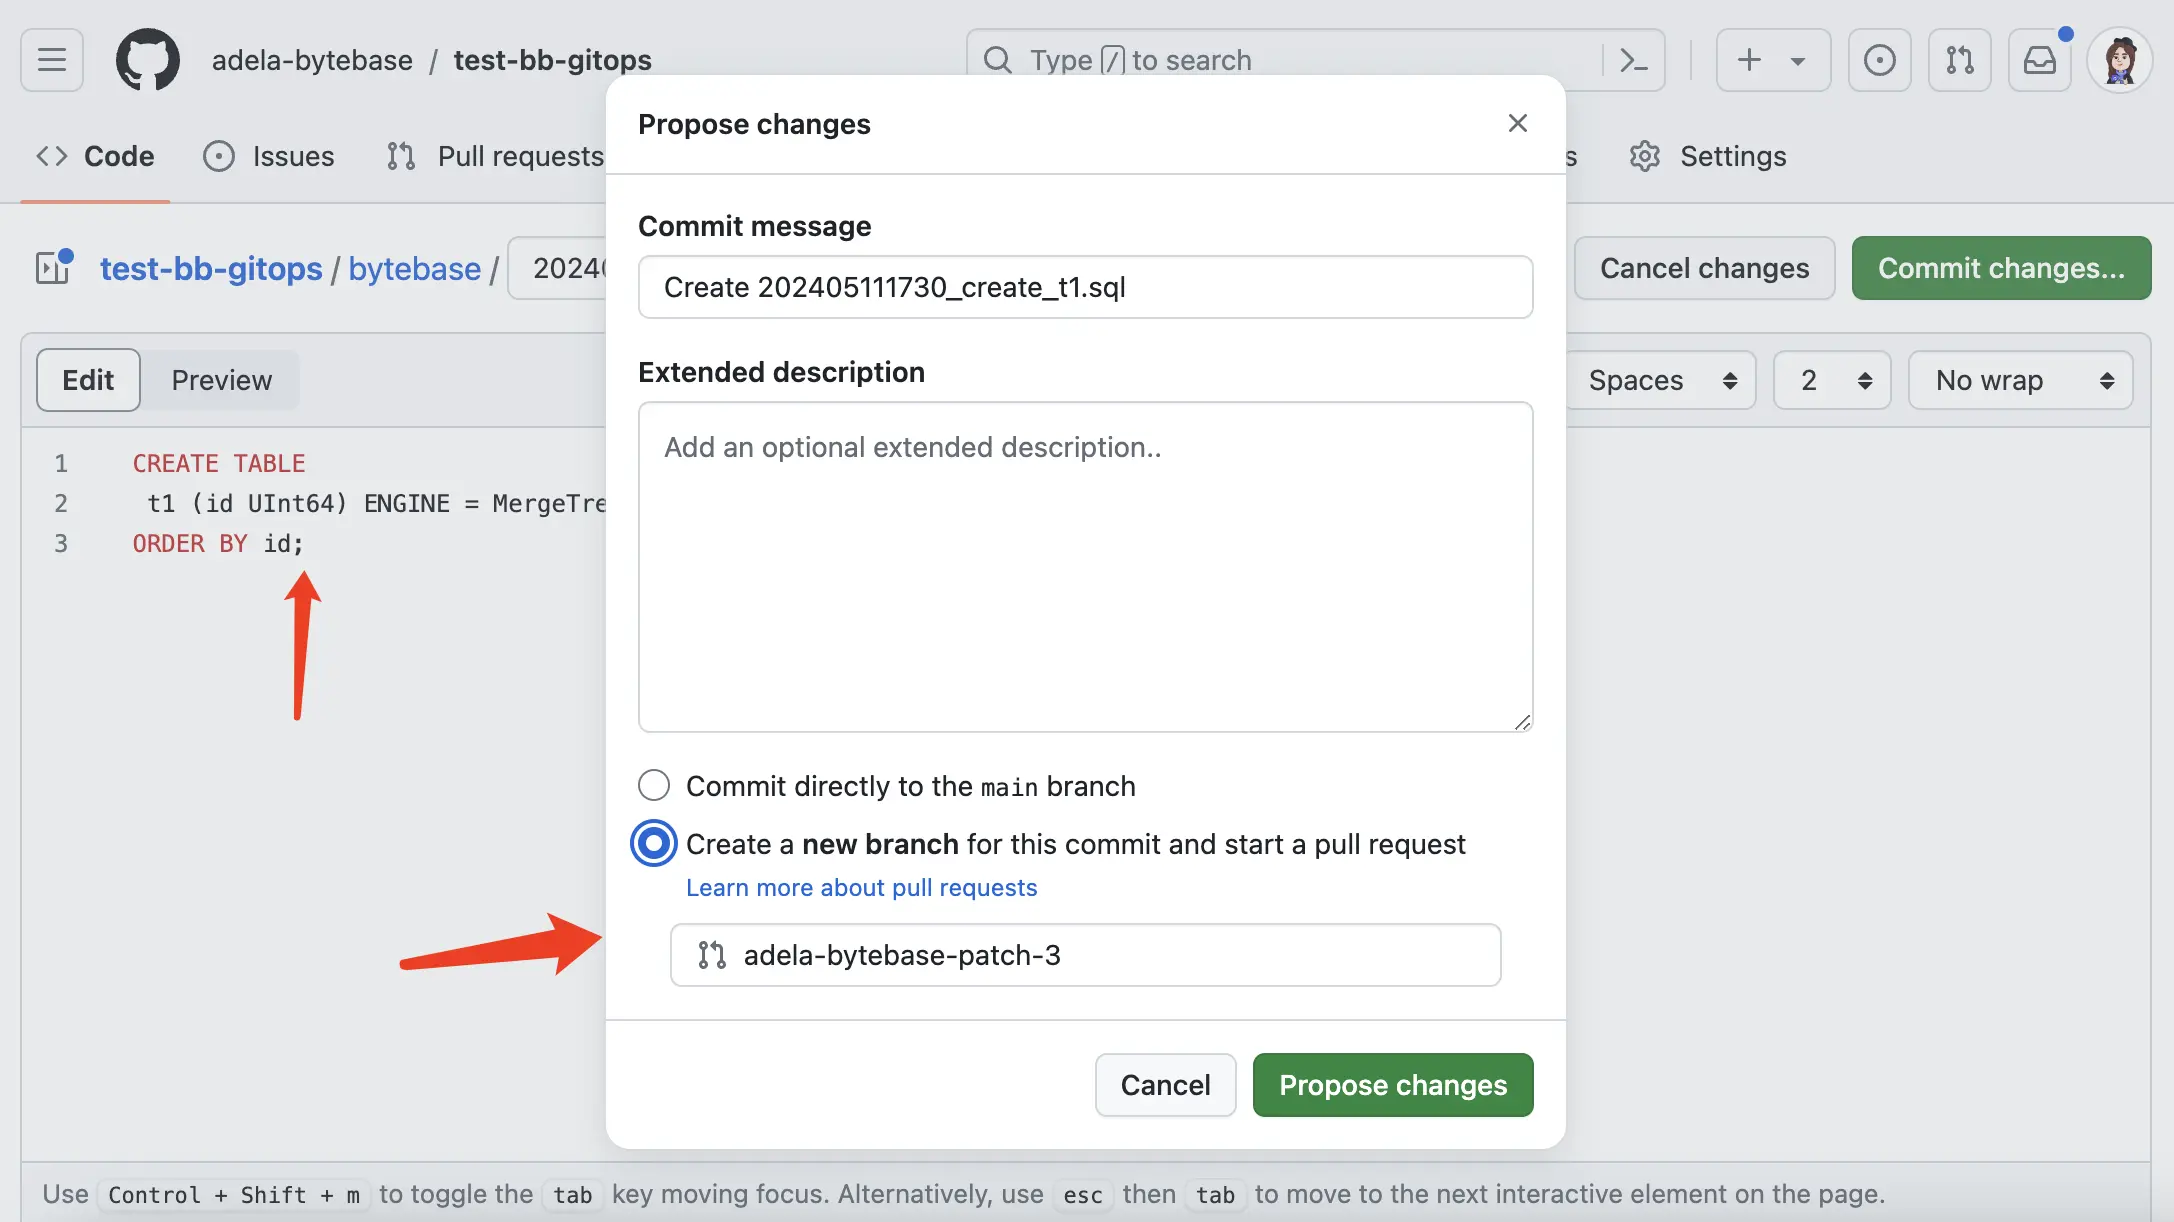 adela-bytebase / test-bb-gitops
Type / to search
Code
Issues
Pull requests
Settings
test-bb-gitops / bytebase /
Cancel changes
Commit changes...
Edit
Preview
Spaces
2
No wrap
1 CREATE TABLE
2 t1 (id UInt64) ENGINE = MergeTre
3 ORDER BY id;
Propose changes
Commit message
Create 202405111730_create_t1.sql
Extended description
Add an optional extended description..
Commit directly to the main branch
Create a new branch for this commit and start a pull request
Learn more about pull requests
adela-bytebase-patch-3
Cancel
Propose changes
Use Control + Shift + m to toggle the tab key moving focus. Alternatively, use esc then tab to move to the next interactive element on the page.